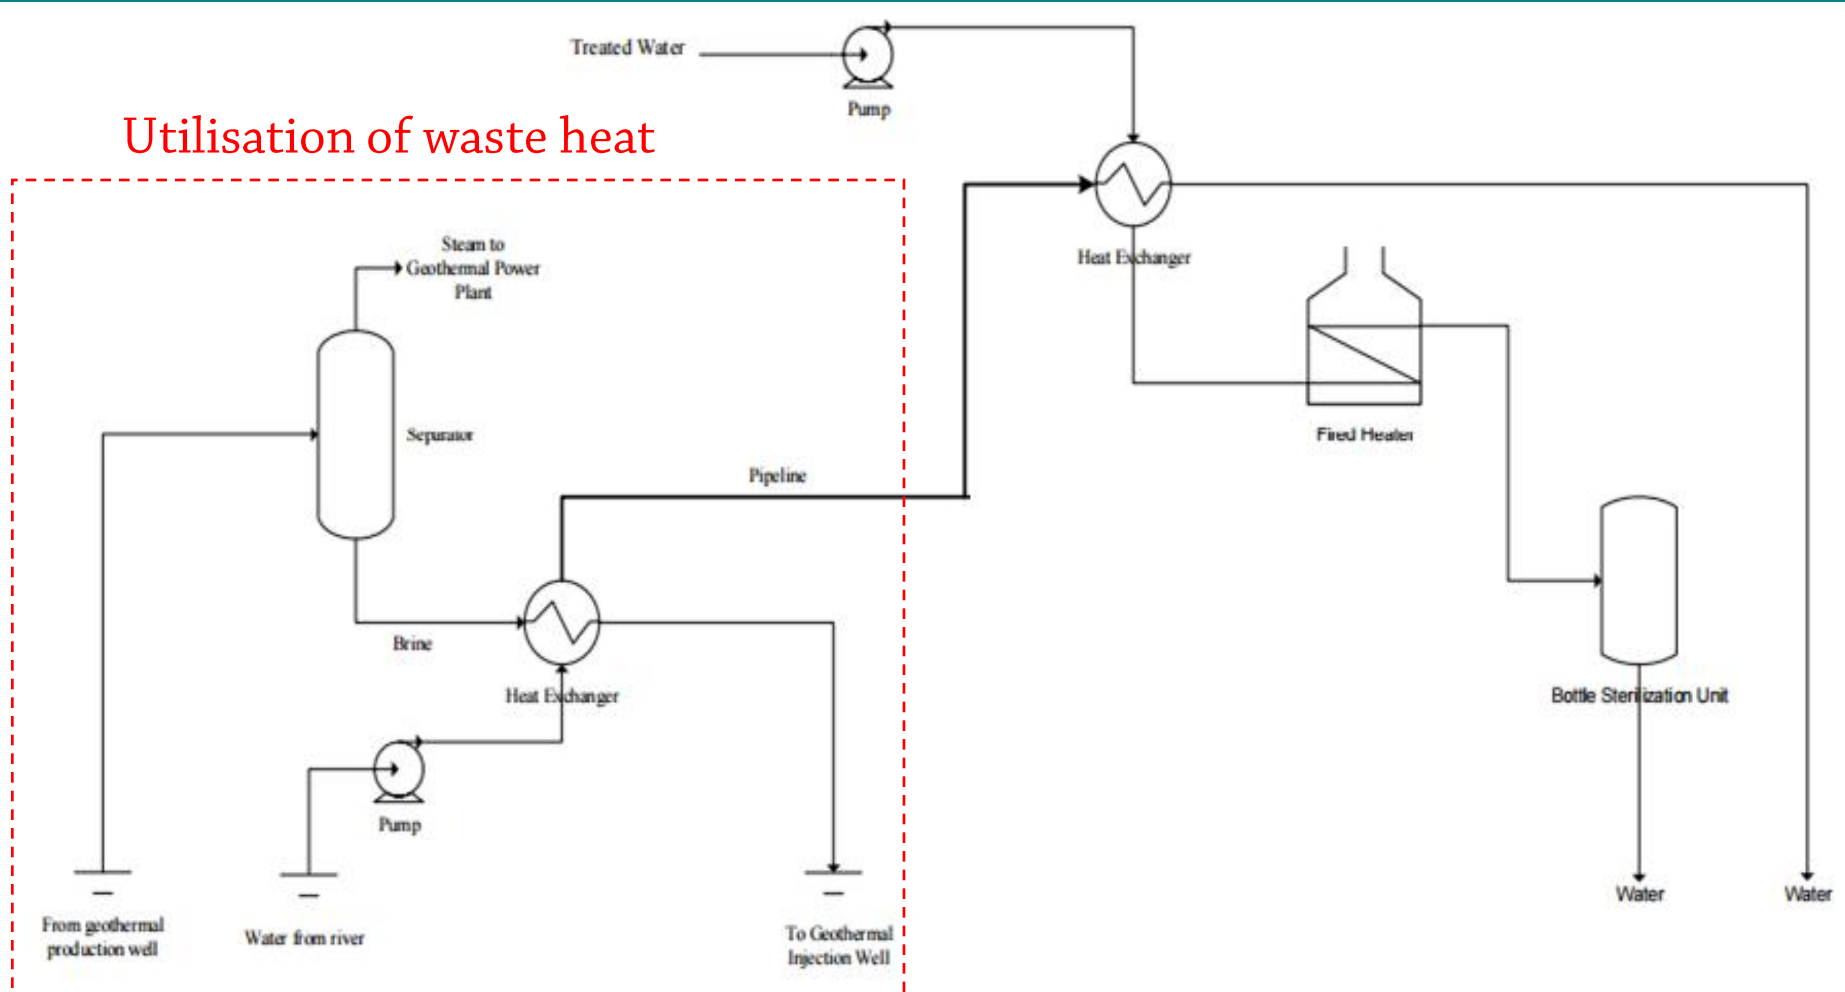 Treated Water
Pump
Utilisation of waste heat
Steam to
Geothermal Power
Plant
Heat Exchanger
Separator
Fired Heater
Pipeline
Brine
Heat Exchanger
Bottle Sterilization Unit
Pump
Water
Water
From geothermal
production well
Water from river
To Geothermal
Injection Well